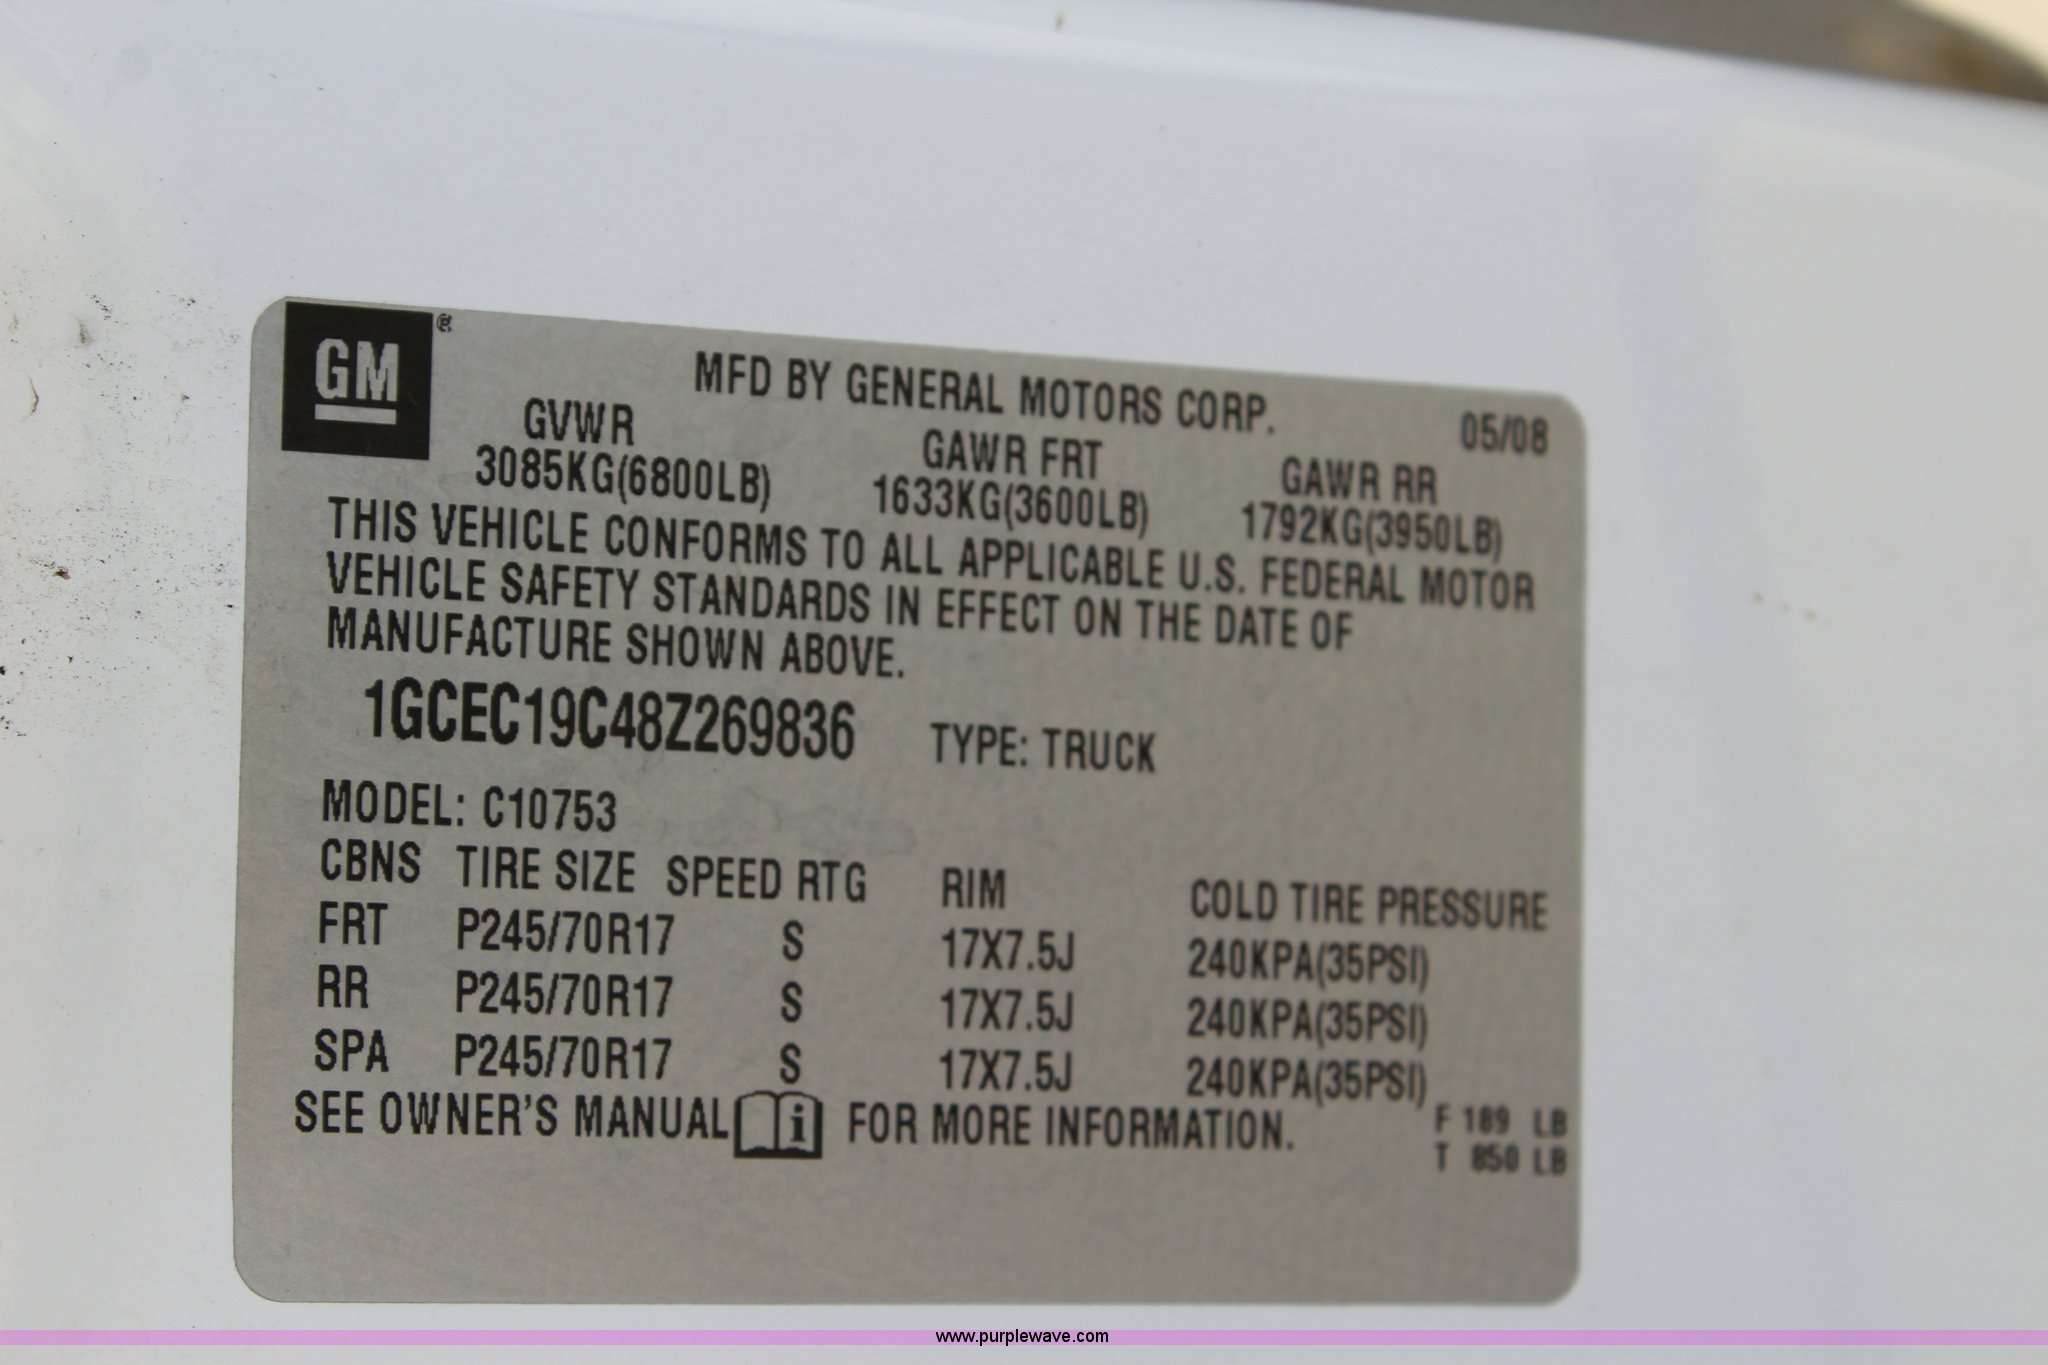 GM ®
MFD BY GENERAL MOTORS CORP. 05/08
GVWR GAWR FRT GAWR RR
3085KG(6800LB) 1633KG(3600LB) 1792KG(3950LB)
THIS VEHICLE CONFORMS TO ALL APPLICABLE U.S. FEDERAL MOTOR
VEHICLE SAFETY STANDARDS IN EFFECT ON THE DATE OF
MANUFACTURE SHOWN ABOVE.
1GCEC19C48Z269836 TYPE: TRUCK
MODEL: C10753
CBNS TIRE SIZE SPEED RTG RIM COLD TIRE PRESSURE
FRT P245/70R17 S 17X7.5J 240KPA(35PSI)
RR P245/70R17 S 17X7.5J 240KPA(35PSI)
SPA P245/70R17 S 17X7.5J 240KPA(35PSI)
SEE OWNER'S MANUAL i FOR MORE INFORMATION.
F 189 LB
T 850 LB
www.purplewave.com